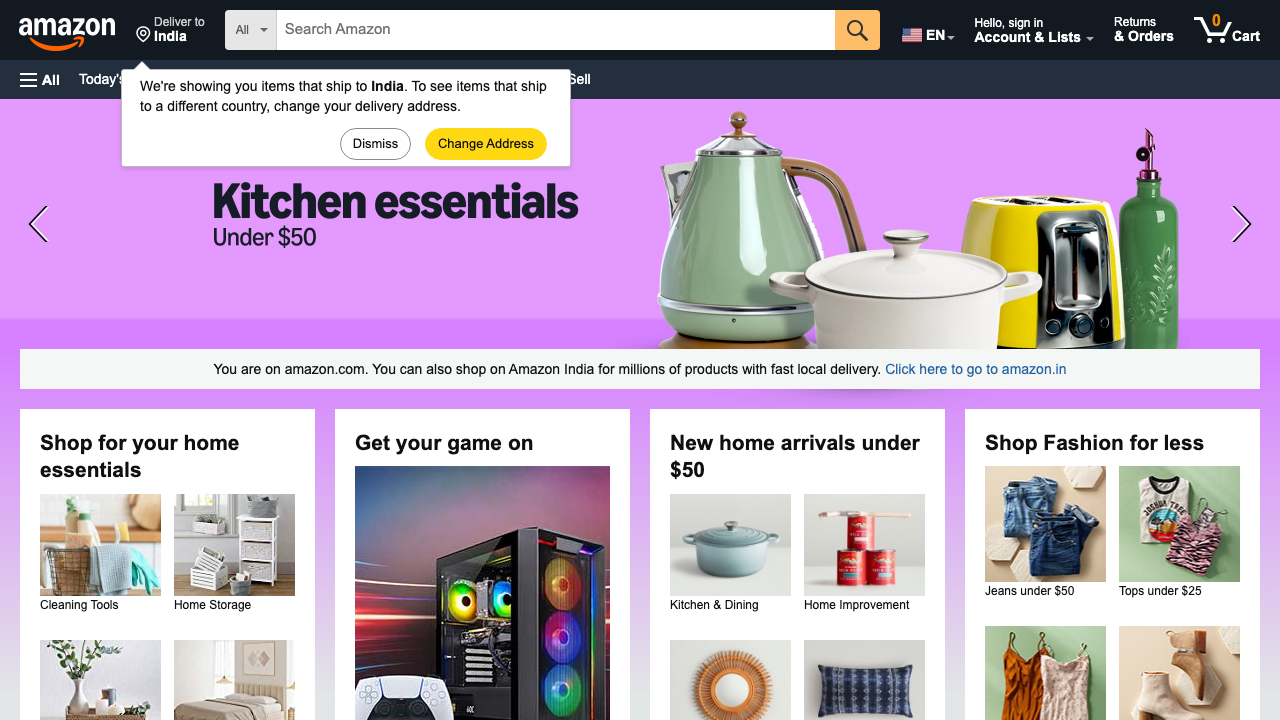 amazon
Deliver to
India
All
Search Amazon
EN
Hello, sign in
Account & Lists
Returns
& Orders
0
Cart
All
Today's
Sell
We're showing you items that ship to India. To see items that ship
to a different country, change your delivery address.
Dismiss
Change Address
Kitchen essentials
Under $50
You are on amazon.com. You can also shop on Amazon India for millions of products with fast local delivery. Click here to go to amazon.in
Shop for your home
essentials
Cleaning Tools
Home Storage
Get your game on
New home arrivals under
$50
Kitchen & Dining
Home Improvement
Shop Fashion for less
JOSHUA TREE
Jeans under $50
Tops under $25